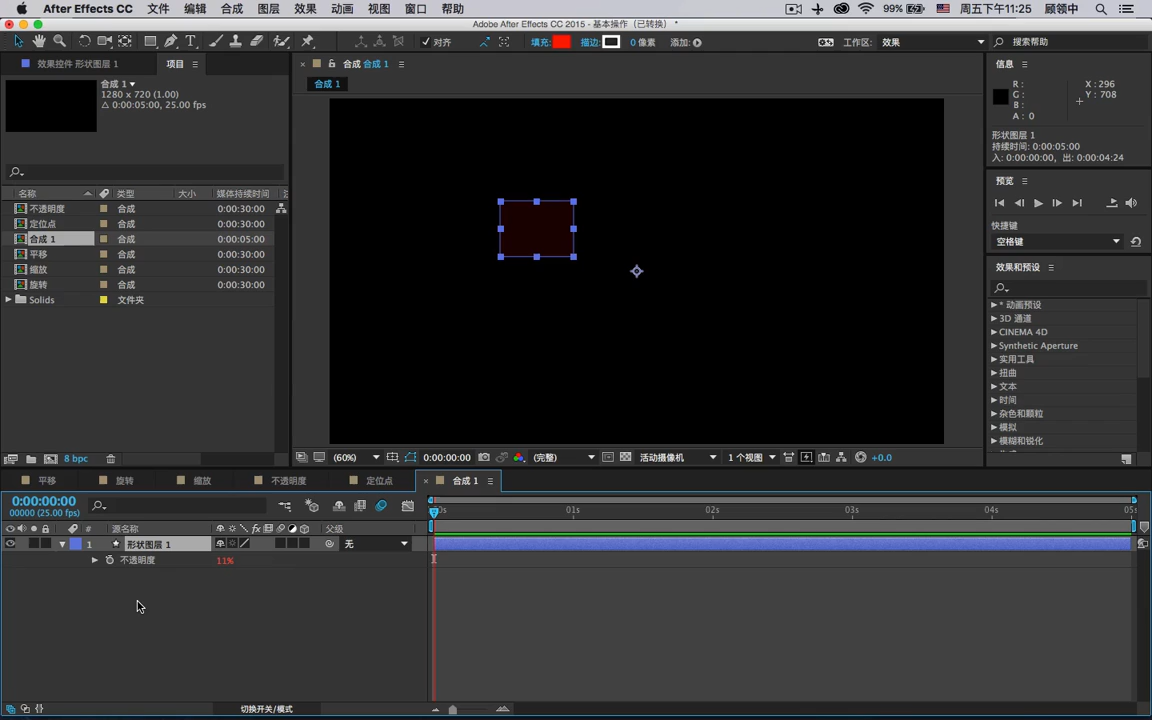 After Effects CC 文件 编辑 合成 图层 效果 动画 视图 窗口 帮助 99% 周五下午11:25 顾领中
Adobe After Effects CC 2015 - 基本操作（已转换） *
对齐 填充: 描边: 0 像素 添加: 工作区: 效果 搜索帮助
效果控件 形状图层 1 项目
合成 合成 1
合成 1
合成 1
1280 x 720 (1.00)
Δ 0:00:05:00, 25.00 fps
名称 类型 大小 媒体持续时间
不透明度 合成 0:00:30:00
定位点 合成 0:00:30:00
合成 1 合成 0:00:05:00
平移 合成 0:00:30:00
缩放 合成 0:00:30:00
旋转 合成 0:00:30:00
Solids 文件夹
8 bpc
(60%) 0:00:00:00 (完整) 活动摄像机 1 个视图 +0.0
信息
R :
G :
B :
A : 0
X : 296
Y : 708
形状图层 1
持续时间: 0:00:05:00
入: 0:00:00:00, 出: 0:00:04:24
预览
快捷键
空格键
效果和预设
* 动画预设
3D 通道
CINEMA 4D
Synthetic Aperture
实用工具
扭曲
文本
时间
杂色和颗粒
模拟
模糊和锐化
平移 旋转 缩放 不透明度 定位点 合成 1
0:00:00:00
00000 (25.00 fps)
0s 01s 02s 03s 04s 05s
# 源名称 父级
1 形状图层 1 无
不透明度 11%
切换开关/模式